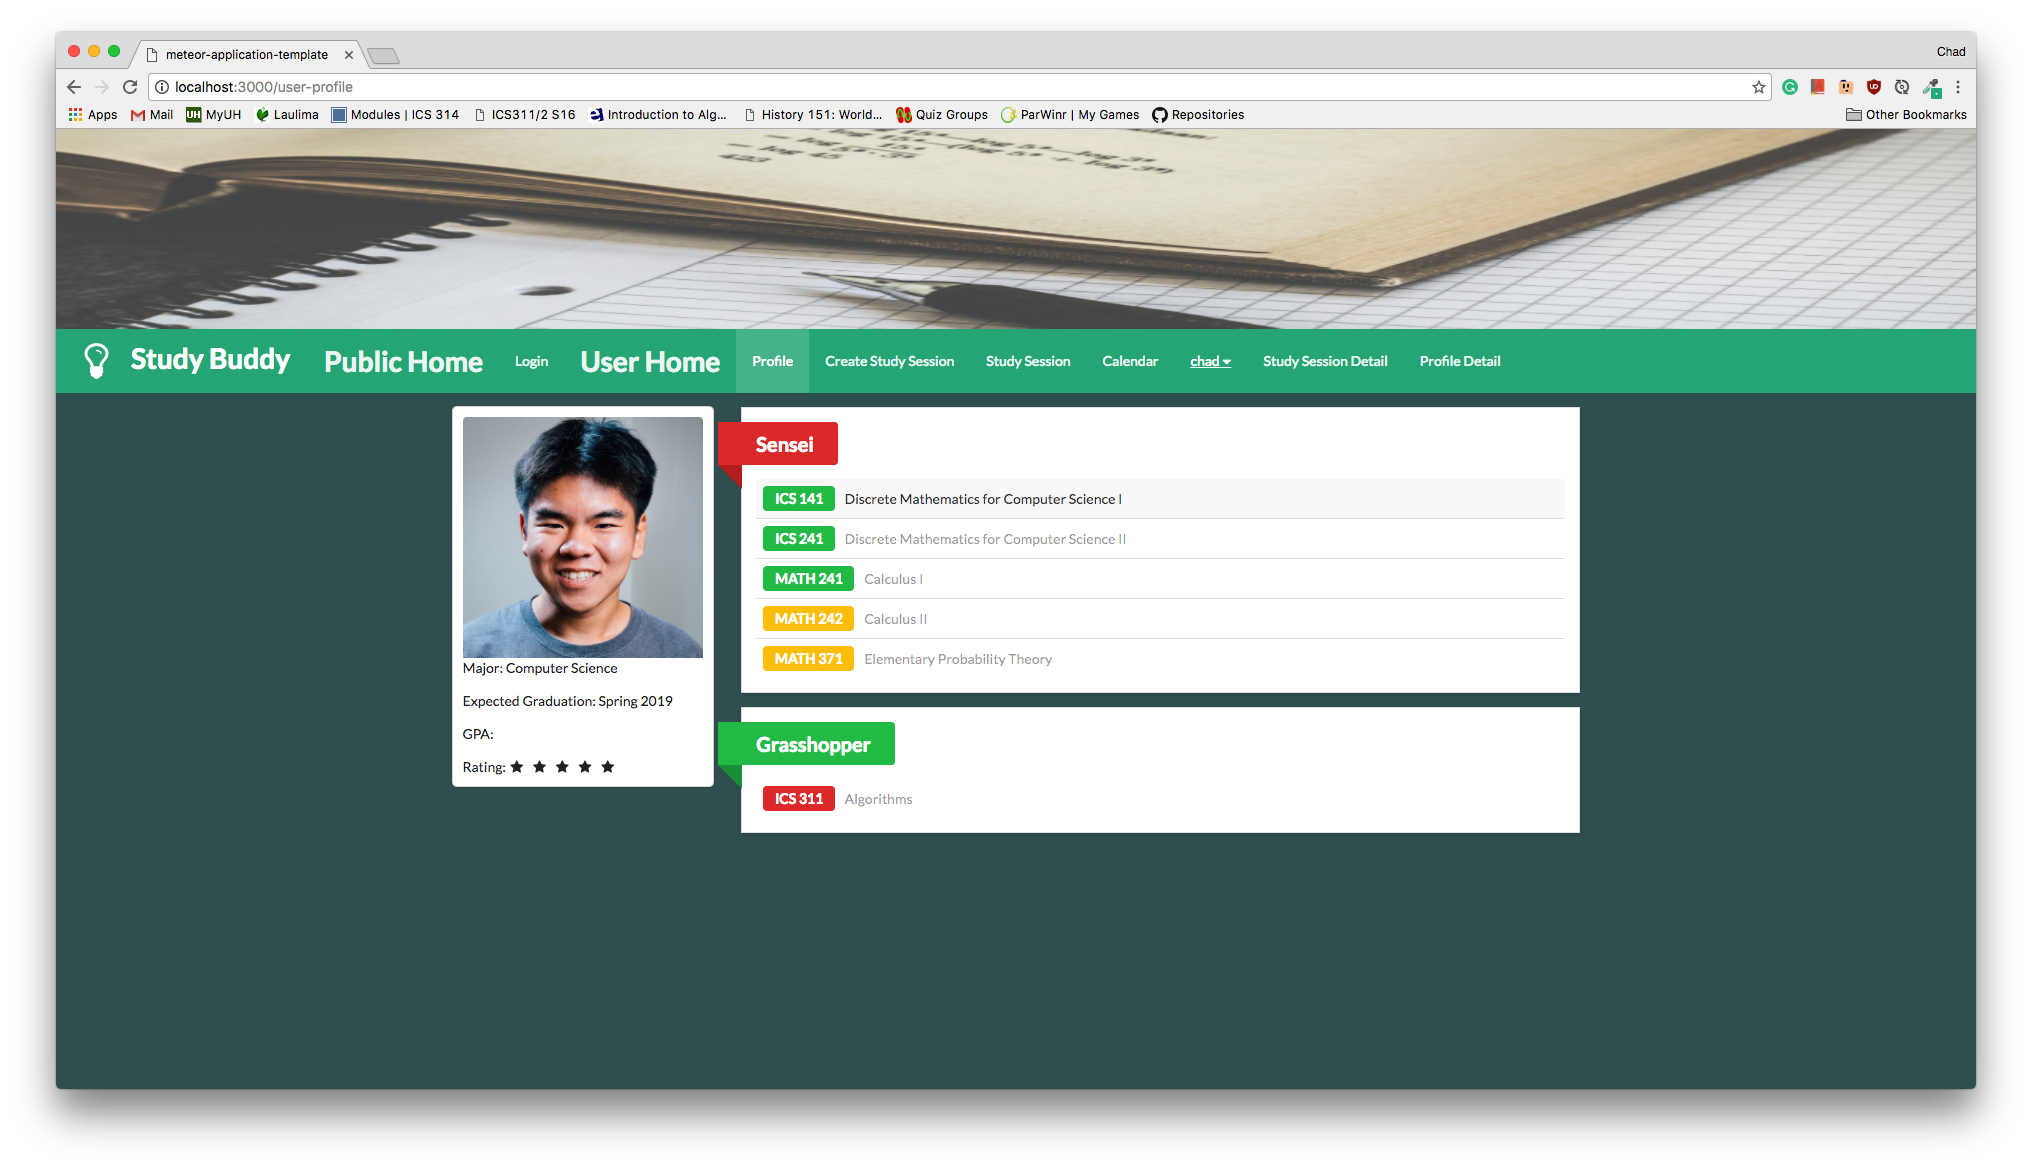 meteor-application-template
Chad
localhost:3000/user-profile
Apps Mail MyUH Laulima Modules | ICS 314 ICS311/2 S16 Introduction to Alg... History 151: World... Quiz Groups ParWinr | My Games Repositories Other Bookmarks
423
Study Buddy Public Home Login User Home Profile Create Study Session Study Session Calendar chad Study Session Detail Profile Detail
Major: Computer Science
Expected Graduation: Spring 2019
GPA:
Rating:
Sensei
ICS 141 Discrete Mathematics for Computer Science I
ICS 241 Discrete Mathematics for Computer Science II
MATH 241 Calculus I
MATH 242 Calculus II
MATH 371 Elementary Probability Theory
Grasshopper
ICS 311 Algorithms